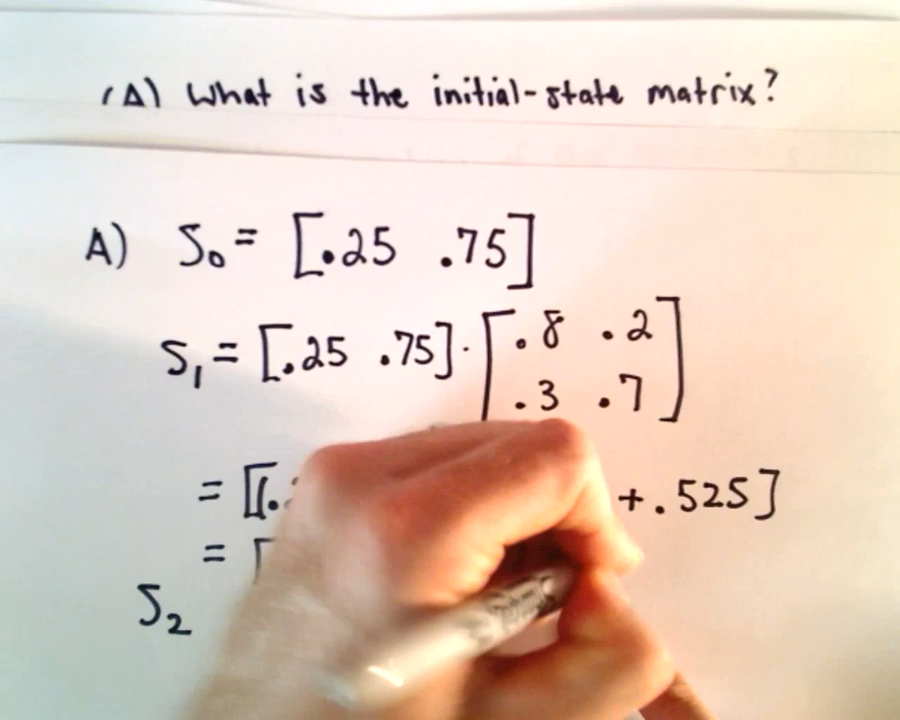 (A) What is the initial-state matrix?
A) S₀ = [.25 .75]
S₁ = [.25 .75] · [.8 .2
.3 .7]
= [(. + .525]
= [
S₂